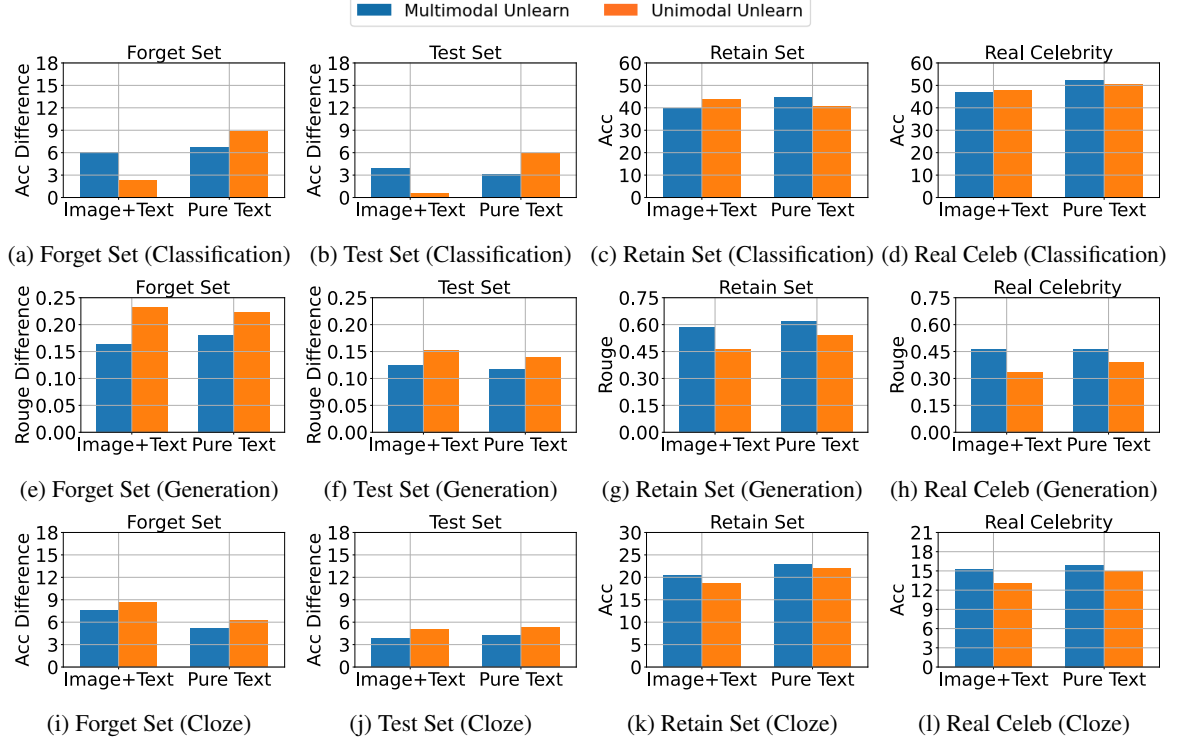 Multimodal Unlearn Unimodal Unlearn
Forget Set
Acc Difference
18
15
12
9
6
3
0
Image+Text Pure Text
(a) Forget Set (Classification)
Test Set
Acc Difference
18
15
12
9
6
3
0
Image+Text Pure Text
(b) Test Set (Classification)
Retain Set
Acc
60
50
40
30
20
10
0
Image+Text Pure Text
(c) Retain Set (Classification)
Real Celebrity
Acc
60
50
40
30
20
10
0
Image+Text Pure Text
(d) Real Celeb (Classification)
Forget Set
Rouge Difference
0.25
0.20
0.15
0.10
0.05
0.00
Image+Text Pure Text
(e) Forget Set (Generation)
Test Set
Rouge Difference
0.25
0.20
0.15
0.10
0.05
0.00
Image+Text Pure Text
(f) Test Set (Generation)
Retain Set
Rouge
0.75
0.60
0.45
0.30
0.15
0.00
Image+Text Pure Text
(g) Retain Set (Generation)
Real Celebrity
Rouge
0.75
0.60
0.45
0.30
0.15
0.00
Image+Text Pure Text
(h) Real Celeb (Generation)
Forget Set
Acc Difference
18
15
12
9
6
3
0
Image+Text Pure Text
(i) Forget Set (Cloze)
Test Set
Acc Difference
18
15
12
9
6
3
0
Image+Text Pure Text
(j) Test Set (Cloze)
Retain Set
Acc
30
25
20
15
10
5
0
Image+Text Pure Text
(k) Retain Set (Cloze)
Real Celebrity
Acc
21
18
15
12
9
6
3
0
Image+Text Pure Text
(l) Real Celeb (Cloze)